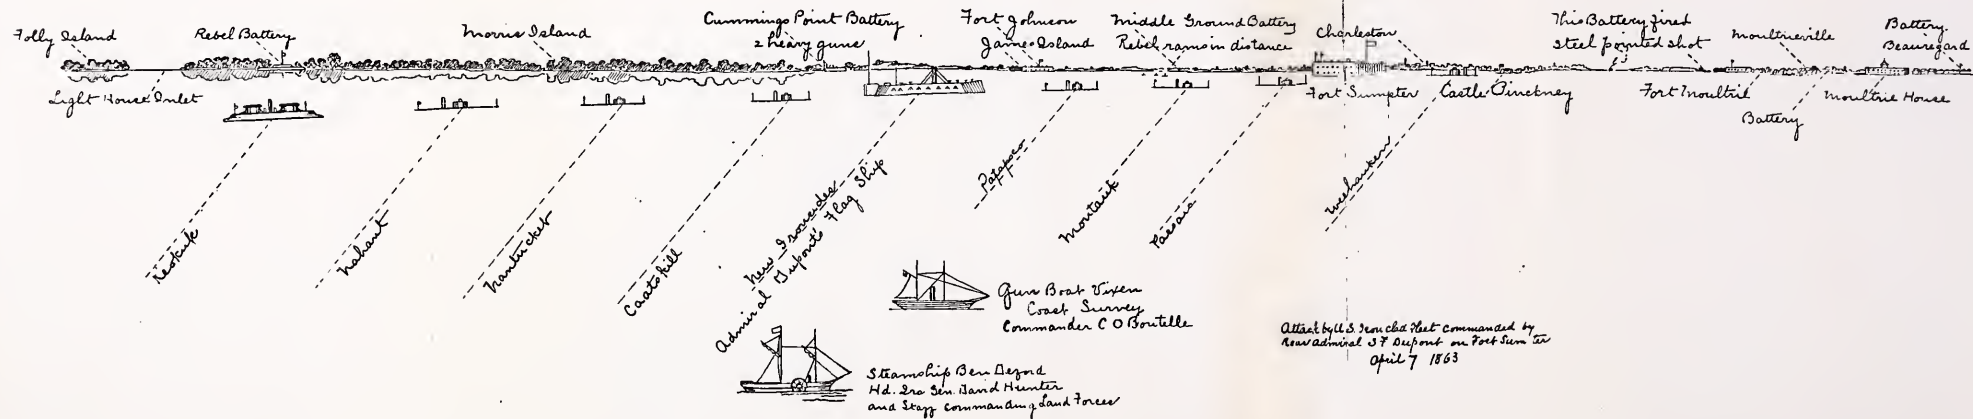 Folly Island
Light House Inlet
Rebel Battery
Morris Island
Cummings Point Battery
2 heavy guns
Fort Johnson
James Island
Middle Ground Battery
Rebel rams in distance
Charleston
Fort Sumpter
Castle Pinckney
This Battery fired
Steel pointed shot
Fort Moultrie
Moultrieville
Battery
Battery
Beauregard
Moultrie House
Keokuk
Nahant
Nantucket
Caatskill
New Ironsides
Admiral Dupont's Flag Ship
Patapsco
Montauk
Passaic
Weehauken
Gun Boat Vixen
Coast Survey
Commander C O Boutelle
Steamship Ben Deford
Hd. Qrs Gen. David Hunter
and Staff Commanding Land Forces
Attack by U.S. Iron clad Fleet commanded by
Rear Admiral S F Dupont on Fort Sumter
April 7 1863